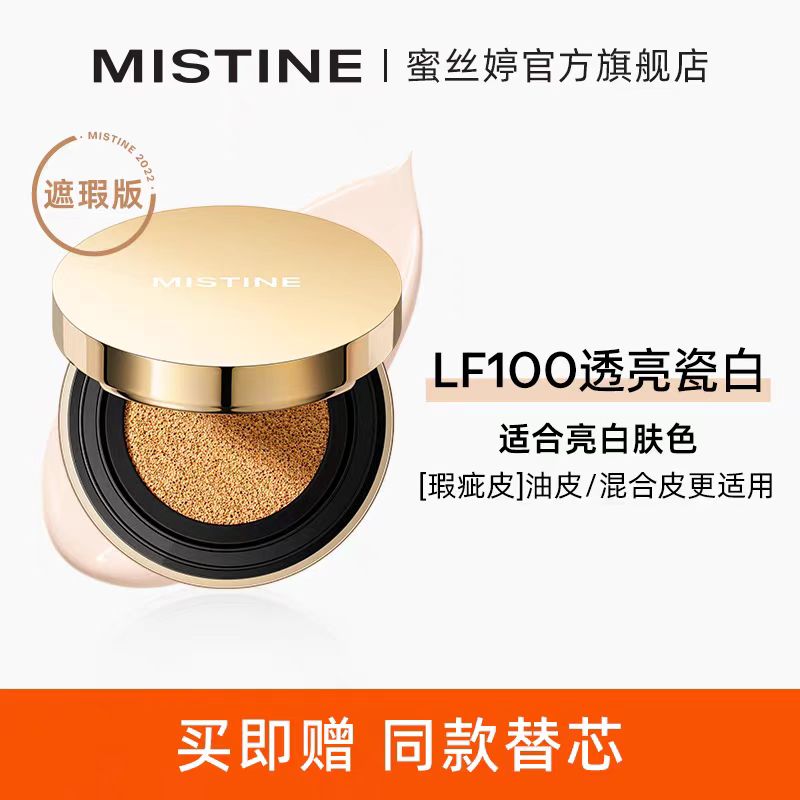 MISTINE | 蜜丝婷官方旗舰店
· MISTINE 2022 ·
遮瑕版
MISTINE
LF100透亮瓷白
适合亮白肤色
[瑕疵皮]油皮/混合皮更适用
买即赠 同款替芯